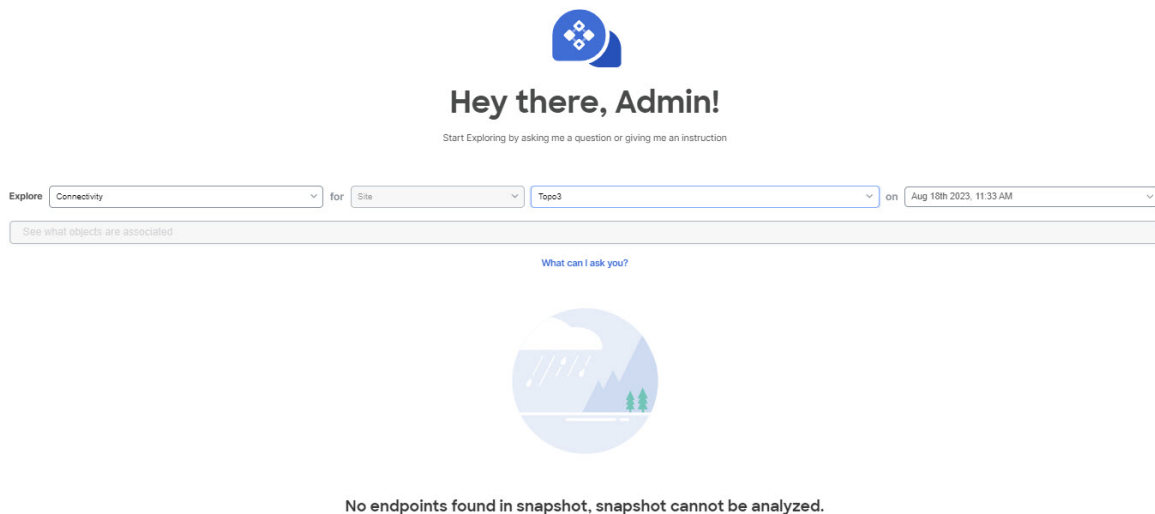 Hey there, Admin!
Start Exploring by asking me a question or giving me an instruction
Explore Connectivity for Site Topo3 on Aug 18th 2023, 11:33 AM
See what objects are associated
What can I ask you?
No endpoints found in snapshot, snapshot cannot be analyzed.